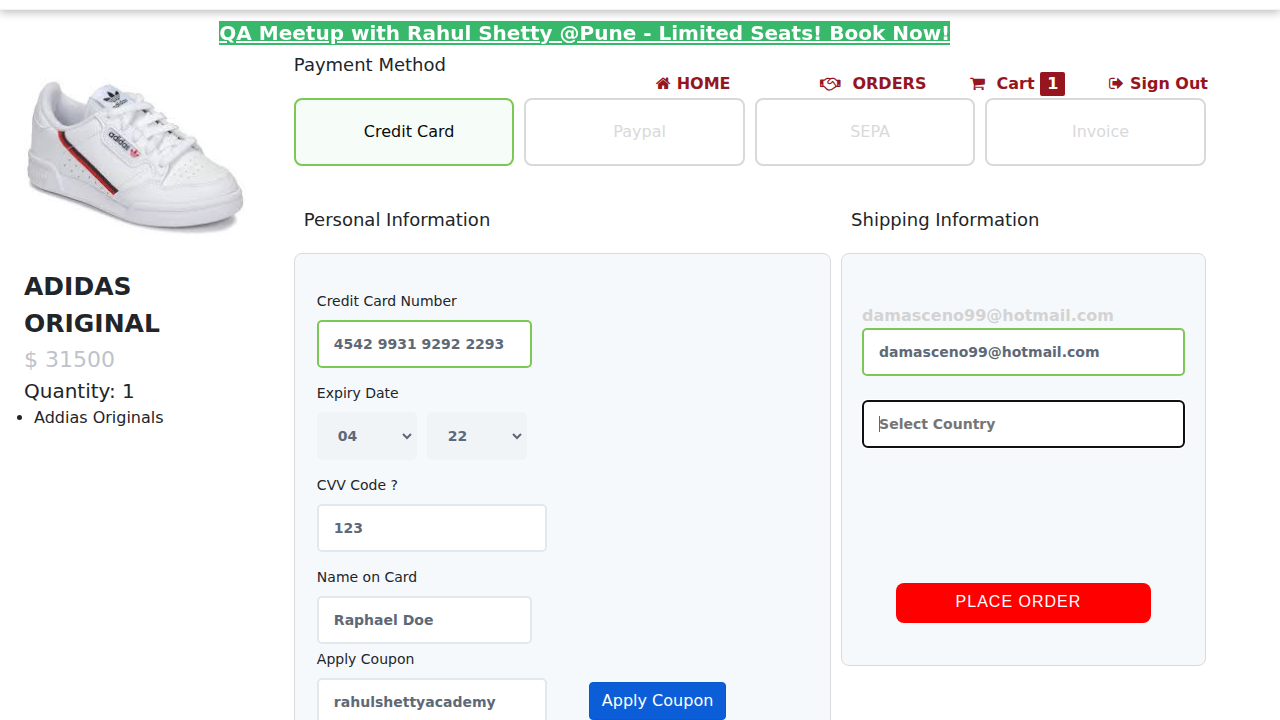 QA Meetup with Rahul Shetty @Pune - Limited Seats! Book Now!
Payment Method
HOME
ORDERS
Cart 1
Sign Out
Credit Card
Paypal
SEPA
Invoice
adidas
ADIDAS
ORIGINAL
$ 31500
Quantity: 1
Addias Originals
Personal Information
Credit Card Number
4542 9931 9292 2293
Expiry Date
04
22
CVV Code ?
123
Name on Card
Raphael Doe
Apply Coupon
rahulshettyacademy
Apply Coupon
Shipping Information
damasceno99@hotmail.com
damasceno99@hotmail.com
Select Country
PLACE ORDER